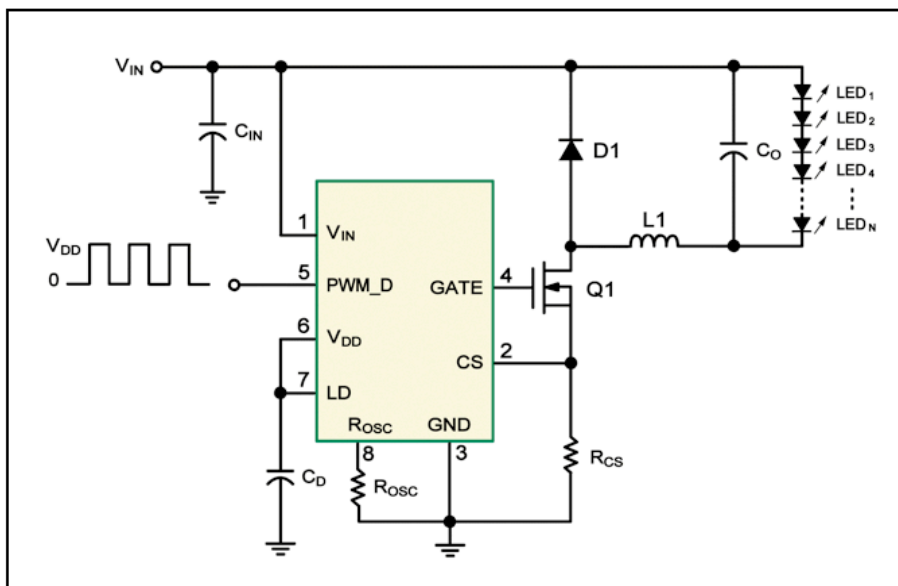 V_IN
C_IN
D1
C_O
LED_1
LED_2
LED_3
LED_4
LED_N
L1
1
V_IN
V_DD
0
5
PWM_D
GATE
4
Q1
6
V_DD
CS
2
7
LD
R_OSC
GND
8
3
R_CS
C_D
R_OSC